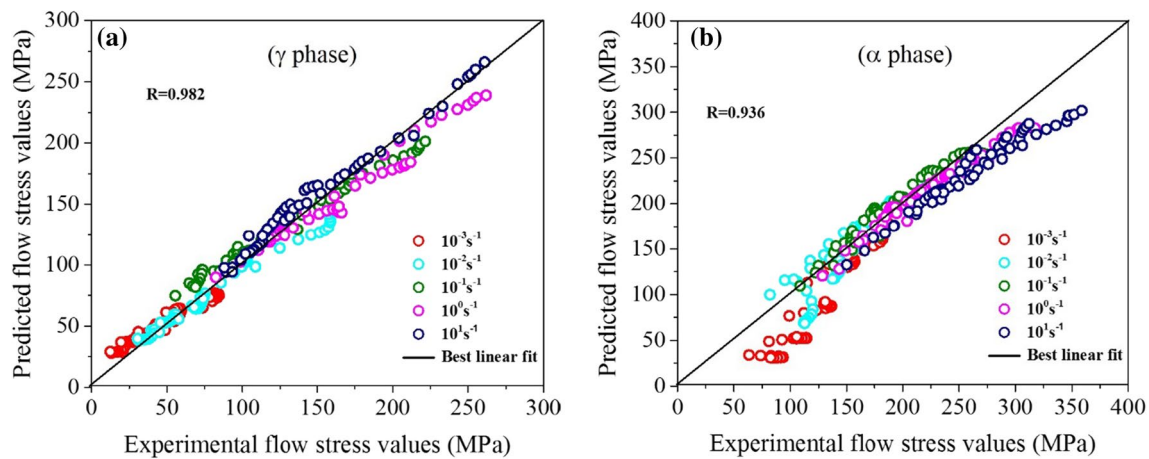 (a)
(γ phase)
R=0.982
Predicted flow stress values (MPa)
300
250
200
150
100
50
0
10⁻³s⁻¹
10⁻²s⁻¹
10⁻¹s⁻¹
10⁰s⁻¹
10¹s⁻¹
Best linear fit
0 50 100 150 200 250 300
Experimental flow stress values (MPa)
(b)
(α phase)
R=0.936
Predicted flow stress values (MPa)
400
350
300
250
200
150
100
50
0
10⁻³s⁻¹
10⁻²s⁻¹
10⁻¹s⁻¹
10⁰s⁻¹
10¹s⁻¹
Best linear fit
0 50 100 150 200 250 300 350 400
Experimental flow stress values (MPa)